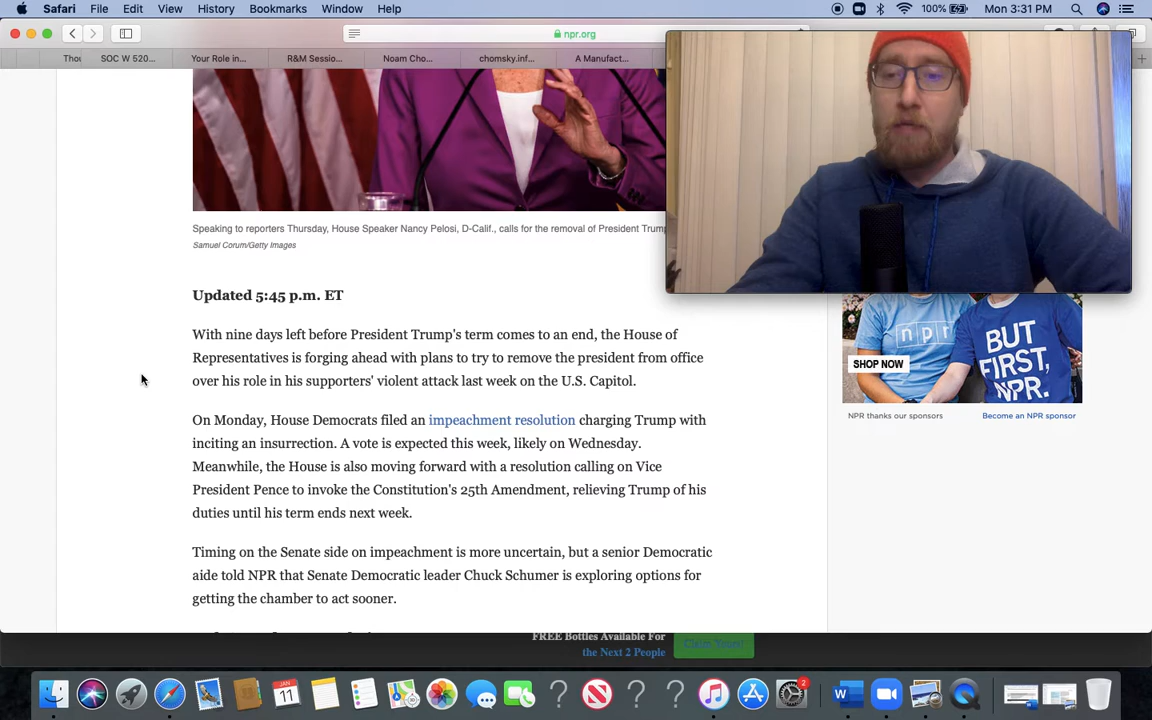 Safari File Edit View History Bookmarks Window Help 100% Mon 3:31 PM
npr.org
SOC W 520... Your Role in... R&M Sessio... Noam Cho... chomsky.inf... A Manufact...
Speaking to reporters Thursday, House Speaker Nancy Pelosi, D-Calif., calls for the removal of President Trump
Samuel Corum/Getty Images
Updated 5:45 p.m. ET
With nine days left before President Trump's term comes to an end, the House of
Representatives is forging ahead with plans to try to remove the president from office
over his role in his supporters' violent attack last week on the U.S. Capitol.
On Monday, House Democrats filed an impeachment resolution charging Trump with
inciting an insurrection. A vote is expected this week, likely on Wednesday.
Meanwhile, the House is also moving forward with a resolution calling on Vice
President Pence to invoke the Constitution's 25th Amendment, relieving Trump of his
duties until his term ends next week.
Timing on the Senate side on impeachment is more uncertain, but a senior Democratic
aide told NPR that Senate Democratic leader Chuck Schumer is exploring options for
getting the chamber to act sooner.
npr
BUT
FIRST,
NPR.
SHOP NOW
NPR thanks our sponsors Become an NPR sponsor
FREE Bottles Available For
the Next 2 People
JAN
11
2